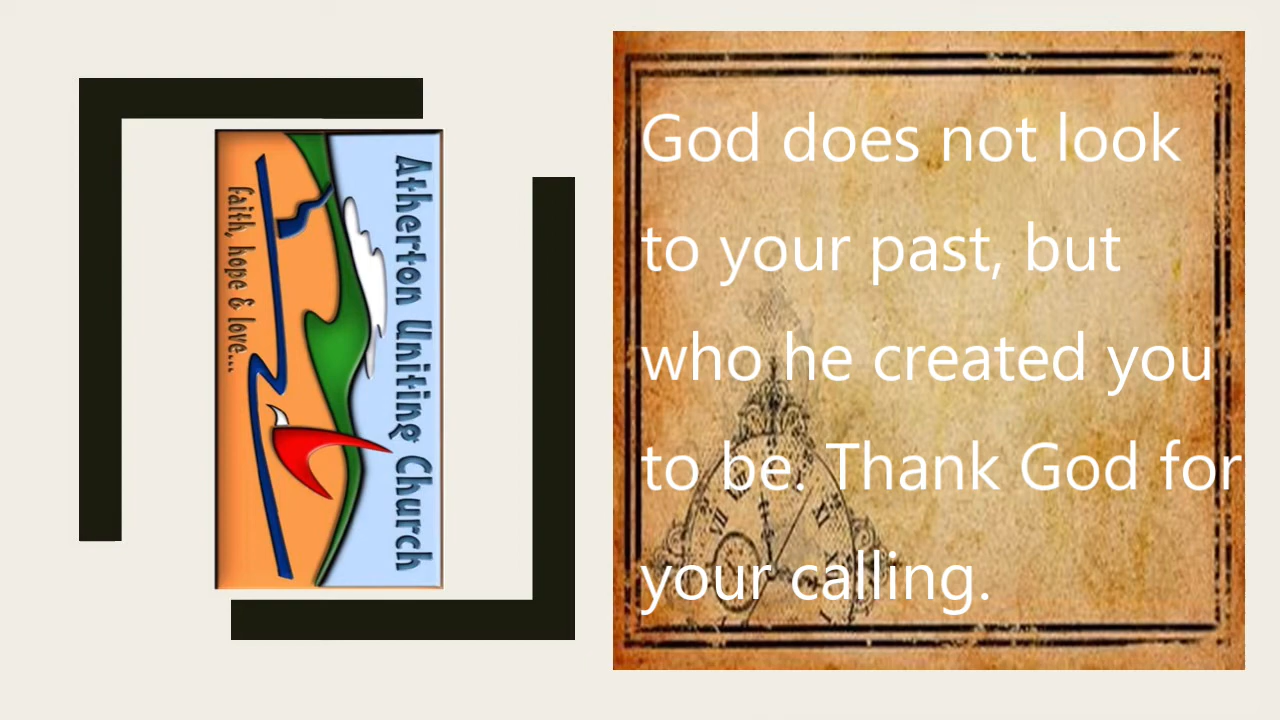 Atherton Uniting Church
faith, hope & love...
God does not look
to your past, but
who he created you
to be. Thank God for
your calling.